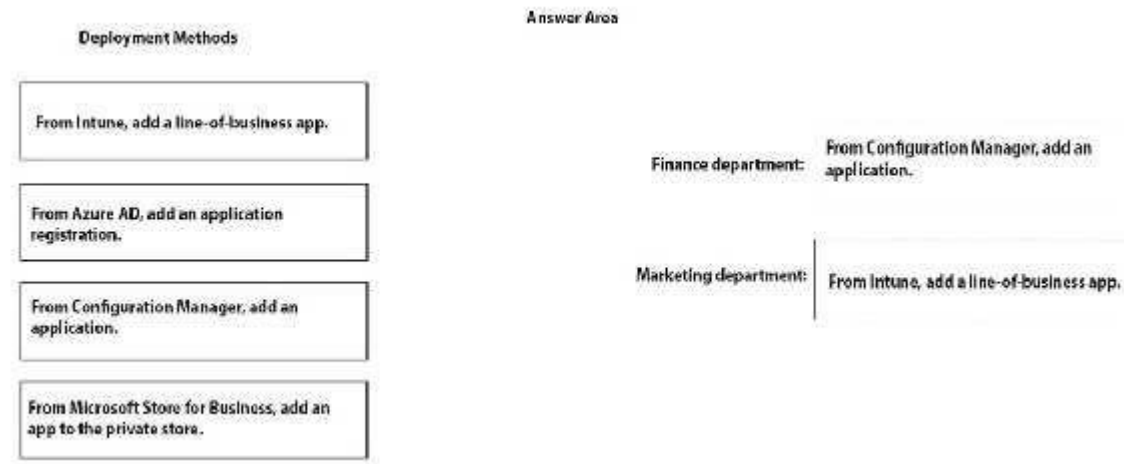 Answer Area
Deployment Methods
From Intune, add a line-of-business app.
From Azure AD, add an application
registration.
From Configuration Manager, add an
application.
From Microsoft Store for Business, add an
app to the private store.
Finance department:
From Configuration Manager, add an
application.
Marketing department:
From Intune, add a line-of-business app.